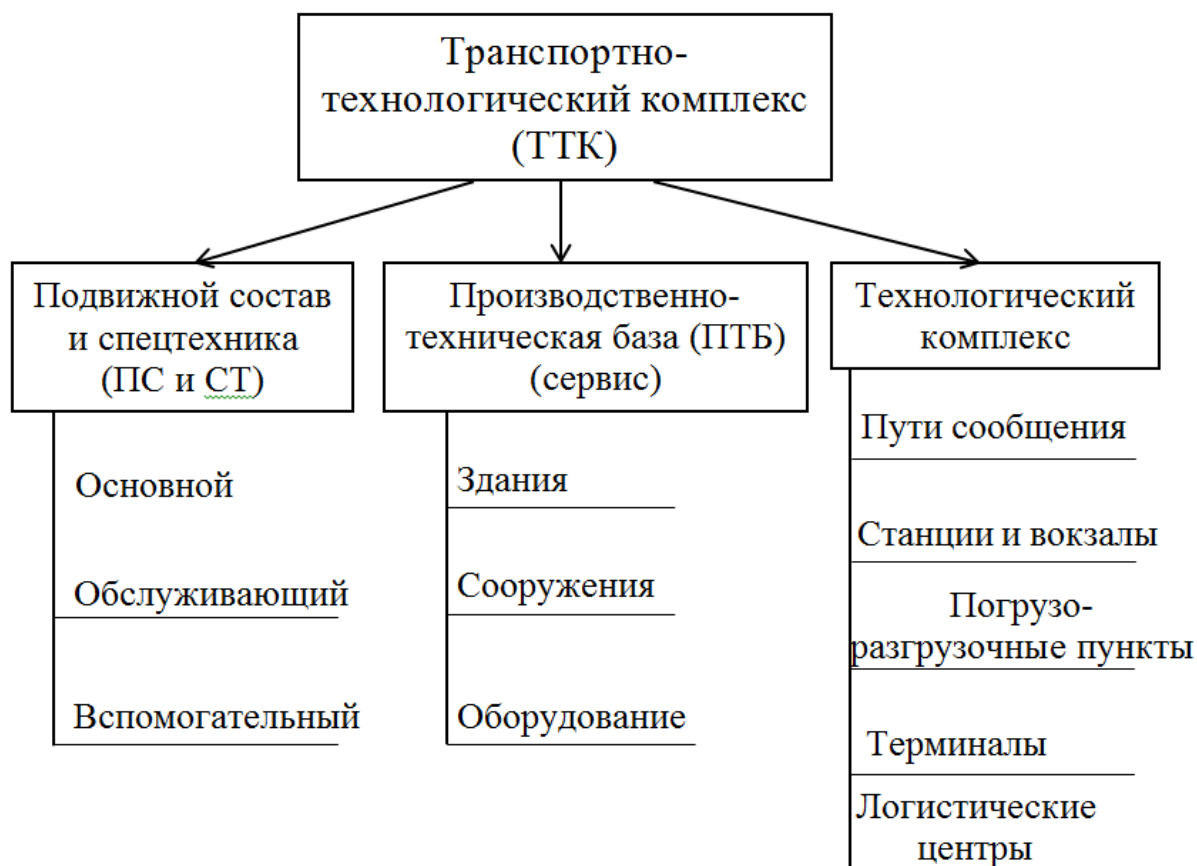 Транспортно-
технологический комплекс
(ТТК)
Подвижной состав
и спецтехника
(ПС и СТ)
Основной
Обслуживающий
Вспомогательный
Производственно-
техническая база (ПТБ)
(сервис)
Здания
Сооружения
Оборудование
Технологический
комплекс
Пути сообщения
Станции и вокзалы
Погрузо-
разгрузочные пункты
Терминалы
Логистические
центры